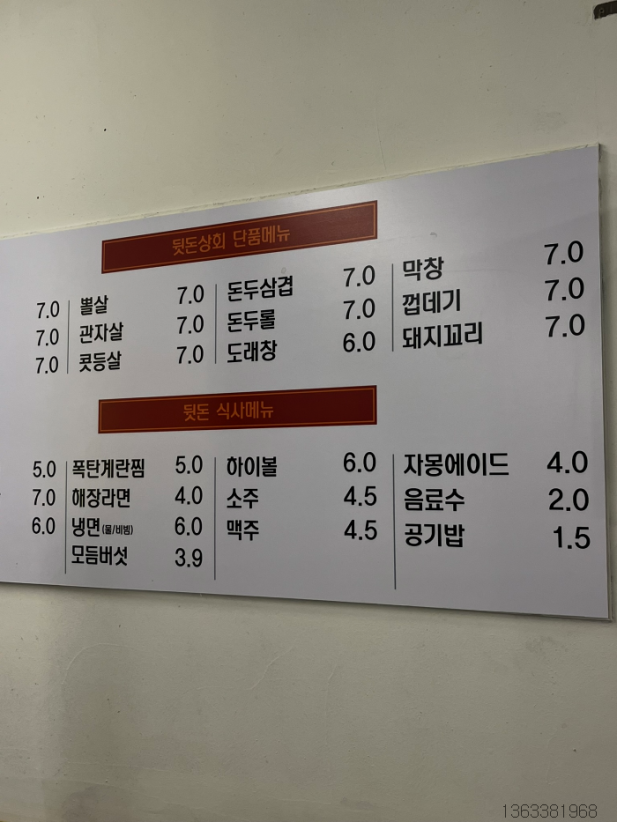 뒷돈상회 단품메뉴
7.0 뽈살 7.0 돈두삼겹 7.0 막창 7.0
7.0 관자살 7.0 돈두롤 7.0 껍데기 7.0
7.0 콧등살 7.0 도래창 6.0 돼지꼬리 7.0
뒷돈 식사메뉴
5.0 폭탄계란찜 5.0 하이볼 6.0 자몽에이드 4.0
7.0 해장라면 4.0 소주 4.5 음료수 2.0
6.0 냉면(물/비빔) 6.0 맥주 4.5 공기밥 1.5
모듬버섯 3.9
1363381968